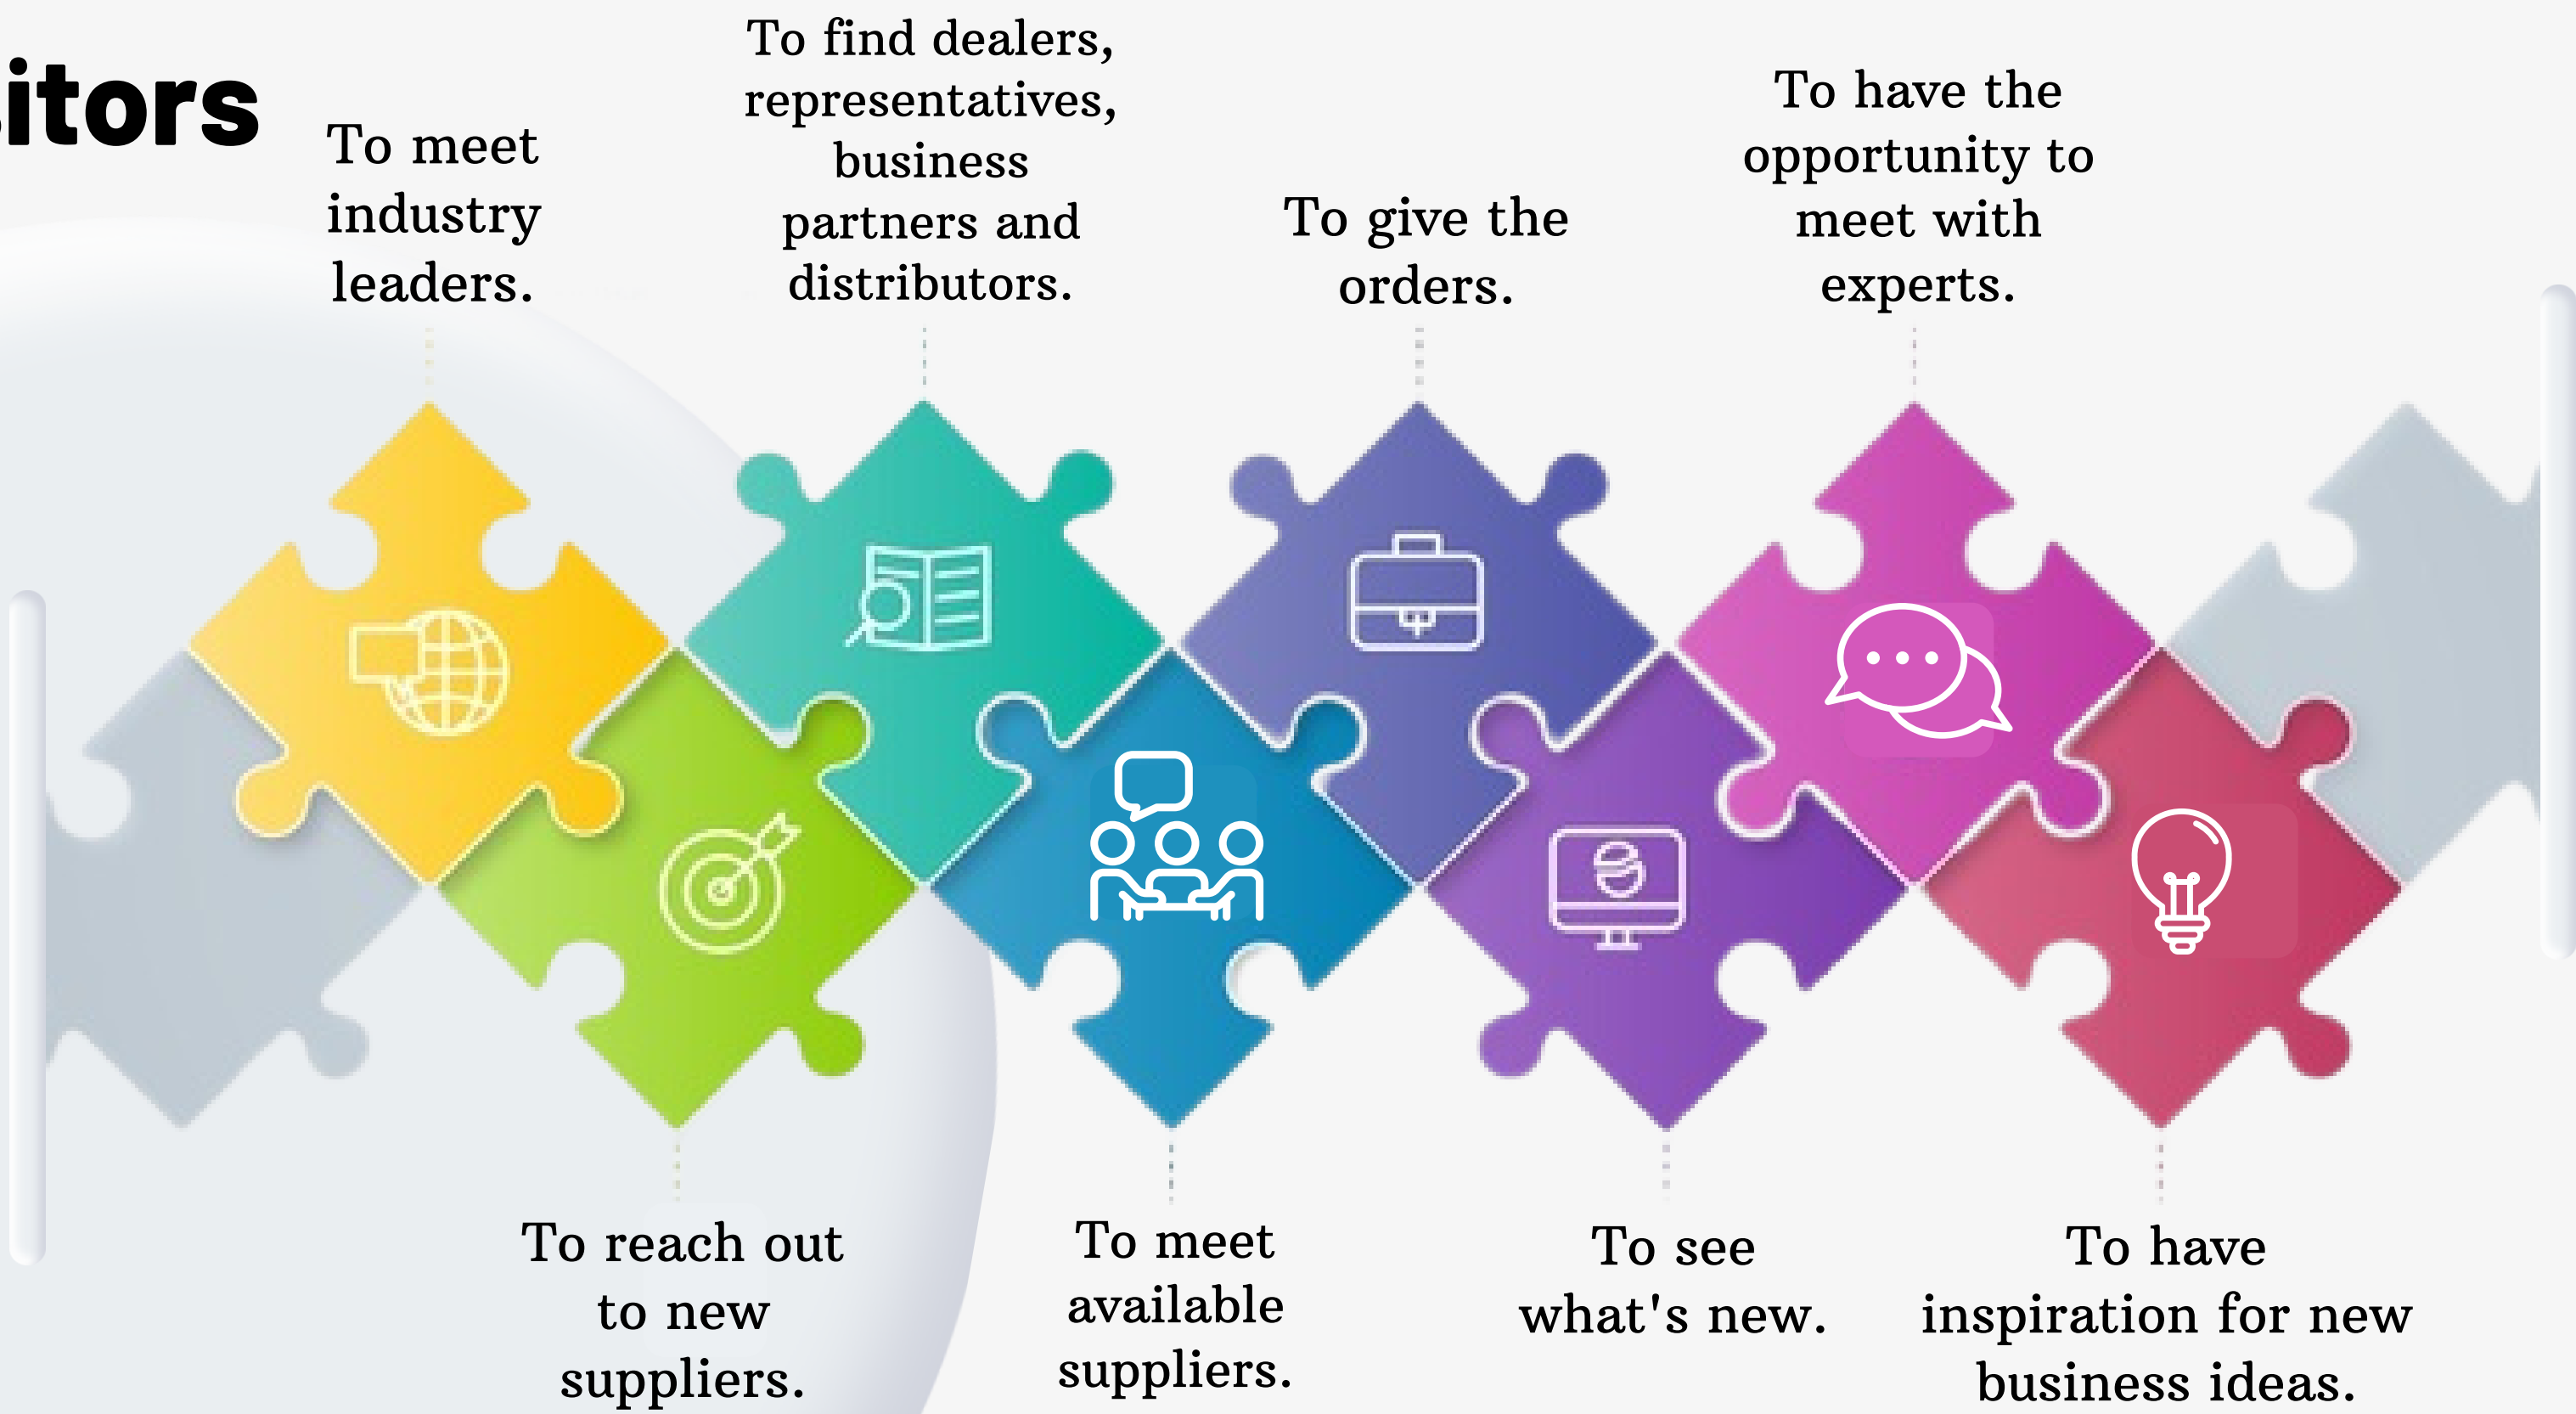 itors
To meet
industry
leaders.
To find dealers,
representatives,
business
partners and
distributors.
To give the
orders.
To have the
opportunity to
meet with
experts.
To reach out
to new
suppliers.
To meet
available
suppliers.
To see
what's new.
To have
inspiration for new
business ideas.